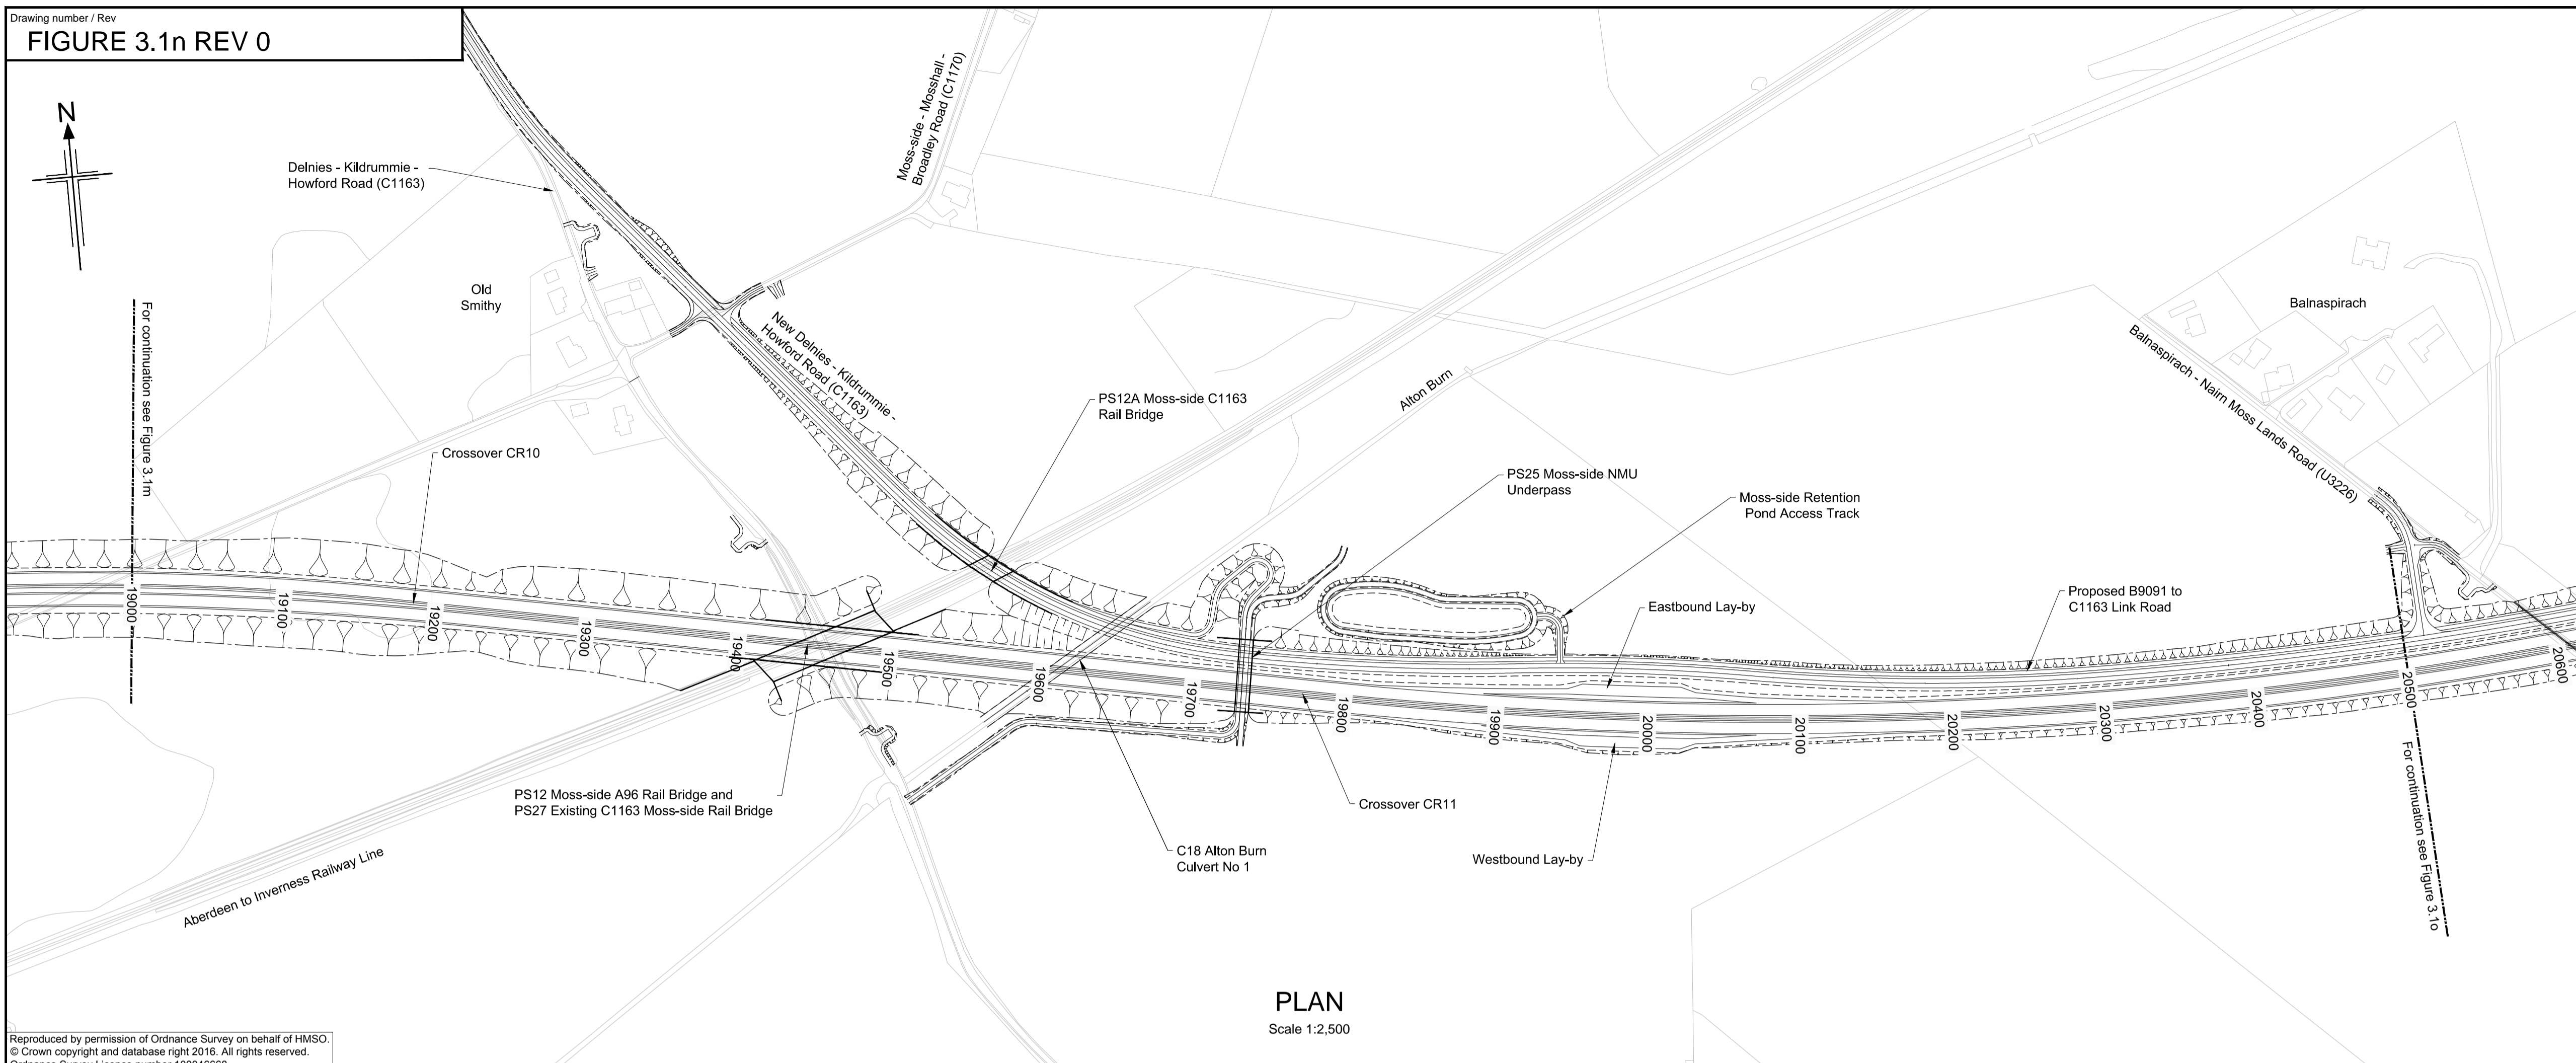 Drawing number / Rev
FIGURE 3.1n REV 0
N
Delnies - Kildrummie -
Howford Road (C1163)
Moss-side - Mosshall -
Broadley Road (C1170)
Old
Smithy
For continuation see Figure 3.1m
New Delnies - Kildrummie -
Howford Road (C1163)
PS12A Moss-side C1163
Rail Bridge
Alton Burn
Balnaspirach
Balnaspirach - Nairn Moss Lands Road (U3226)
Crossover CR10
PS25 Moss-side NMU
Underpass
Moss-side Retention
Pond Access Track
Eastbound Lay-by
Proposed B9091 to
C1163 Link Road
19000
19100
19200
19300
19400
19500
19600
19700
19800
19900
20000
20100
20200
20300
20400
20500
20600
For continuation see Figure 3.1o
PS12 Moss-side A96 Rail Bridge and
PS27 Existing C1163 Moss-side Rail Bridge
Crossover CR11
C18 Alton Burn
Culvert No 1
Westbound Lay-by
Aberdeen to Inverness Railway Line
PLAN
Scale 1:2,500
Reproduced by permission of Ordnance Survey on behalf of HMSO.
© Crown copyright and database right 2016. All rights reserved.